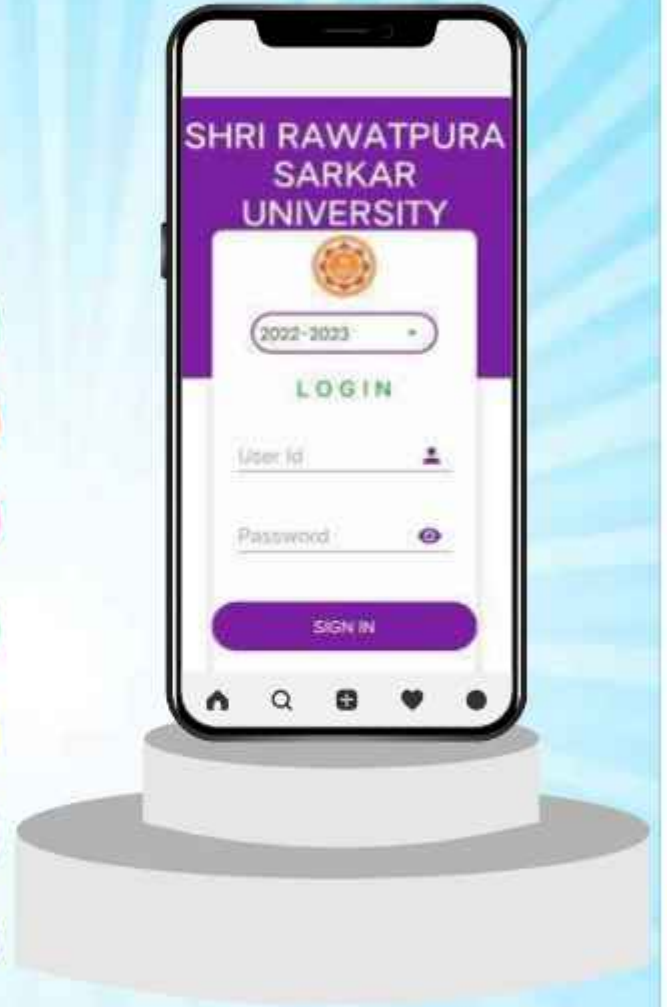 SHRI RAWATPURA
SARKAR
UNIVERSITY
2022-2023
LOGIN
User Id
Password
SIGN IN